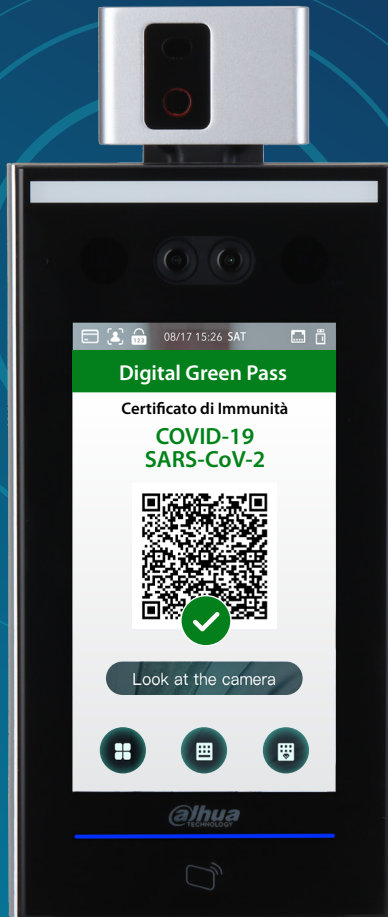 08/17 15:26 SAT
Digital Green Pass
Certificato di Immunità
COVID-19
SARS-CoV-2
Look at the camera
alhua
TECHNOLOGY
123